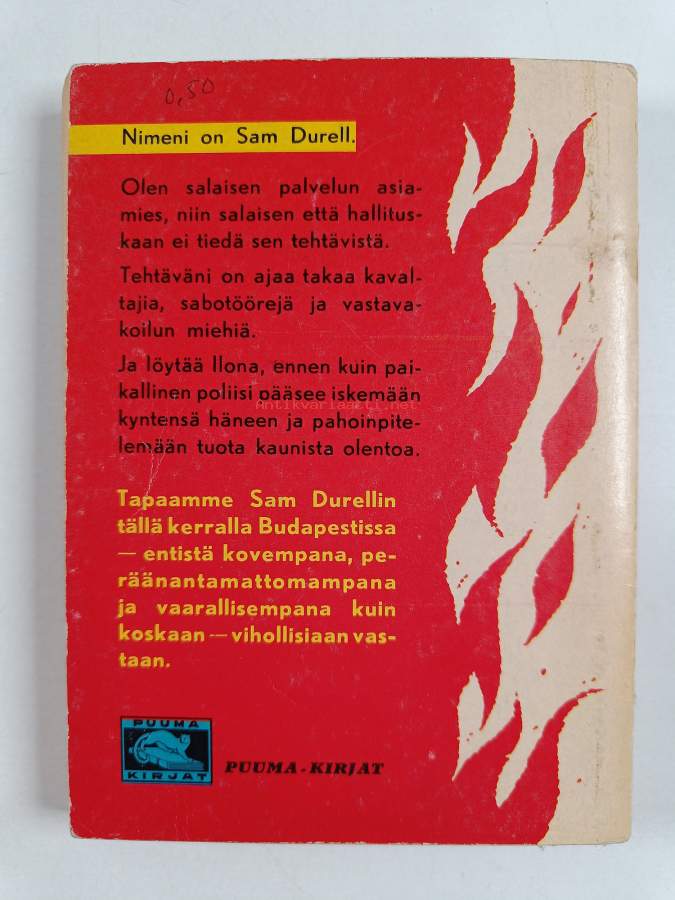 0,50
Nimeni on Sam Durell.
Olen salaisen palvelun asia-
mies, niin salaisen että hallitus-
kaan ei tiedä sen tehtävistä.
Tehtäväni on ajaa takaa kaval-
tajia, sabotöörejä ja vastava-
koilun miehiä.
Ja löytää Ilona, ennen kuin pai-
kallinen poliisi pääsee iskemään
Antikvariaatti.net
kyntensä häneen ja pahoinpite-
lemään tuota kaunista olentoa.
Tapaamme Sam Durellin
tällä kerralla Budapestissa
— entistä kovempana, pe-
räänantamattomampana
ja vaarallisempana kuin
koskaan — vihollisiaan vas-
taan.
PUUMA
KIRJAT
PUUMA-KIRJAT